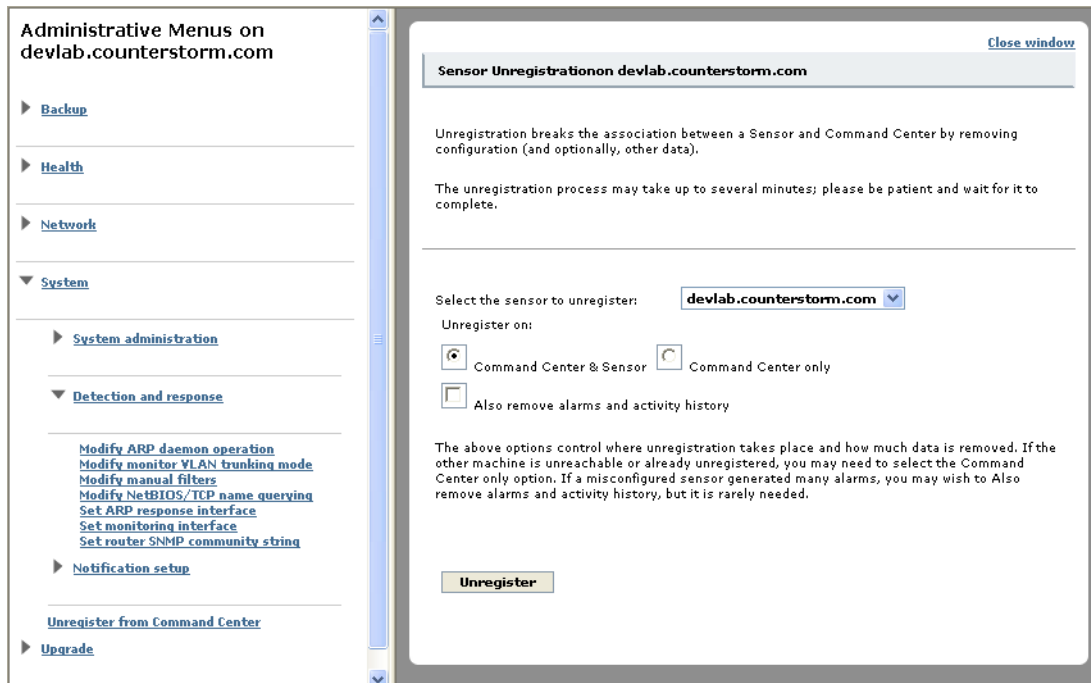 Administrative Menus on
devlab.counterstorm.com
Backup
Health
Network
System
System administration
Detection and response
Modify ARP daemon operation
Modify monitor VLAN trunking mode
Modify manual filters
Modify NetBIOS/TCP name querying
Set ARP response interface
Set monitoring interface
Set router SNMP community string
Notification setup
Unregister from Command Center
Upgrade
Close window
Sensor Unregistrationon devlab.counterstorm.com
Unregistration breaks the association between a Sensor and Command Center by removing
configuration (and optionally, other data).
The unregistration process may take up to several minutes; please be patient and wait for it to
complete.
Select the sensor to unregister: devlab.counterstorm.com
Unregister on:
Command Center & Sensor Command Center only
Also remove alarms and activity history
The above options control where unregistration takes place and how much data is removed. If the
other machine is unreachable or already unregistered, you may need to select the Command
Center only option. If a misconfigured sensor generated many alarms, you may wish to Also
remove alarms and activity history, but it is rarely needed.
Unregister